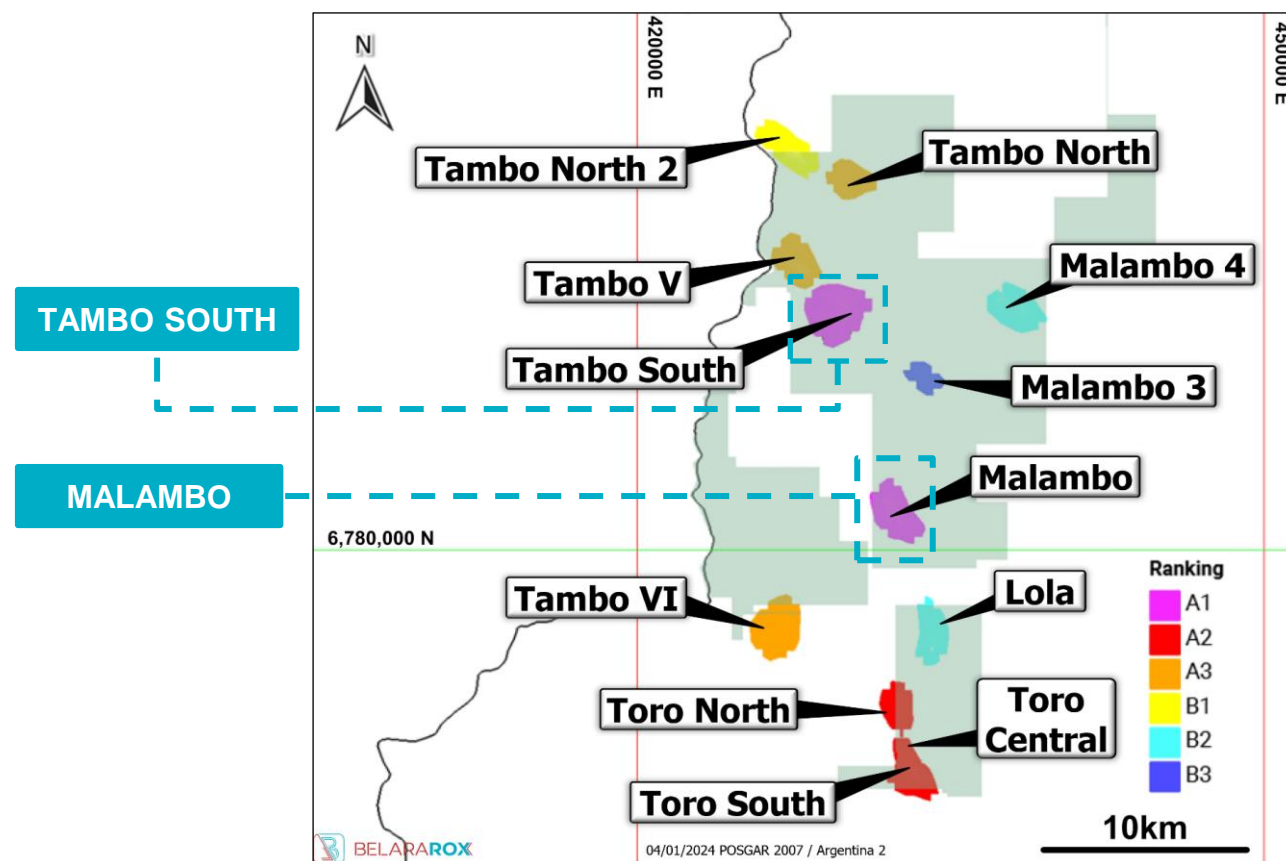 N
420000 E
450000 E
Tambo North 2
Tambo North
Tambo V
Malambo 4
TAMBO SOUTH
Tambo South
Malambo 3
MALAMBO
Malambo
6,780,000 N
Tambo VI
Lola
Ranking
A1
A2
A3
B1
B2
B3
Toro North
Toro
Central
Toro South
10km
BELARAROX
04/01/2024 POSGAR 2007 / Argentina 2